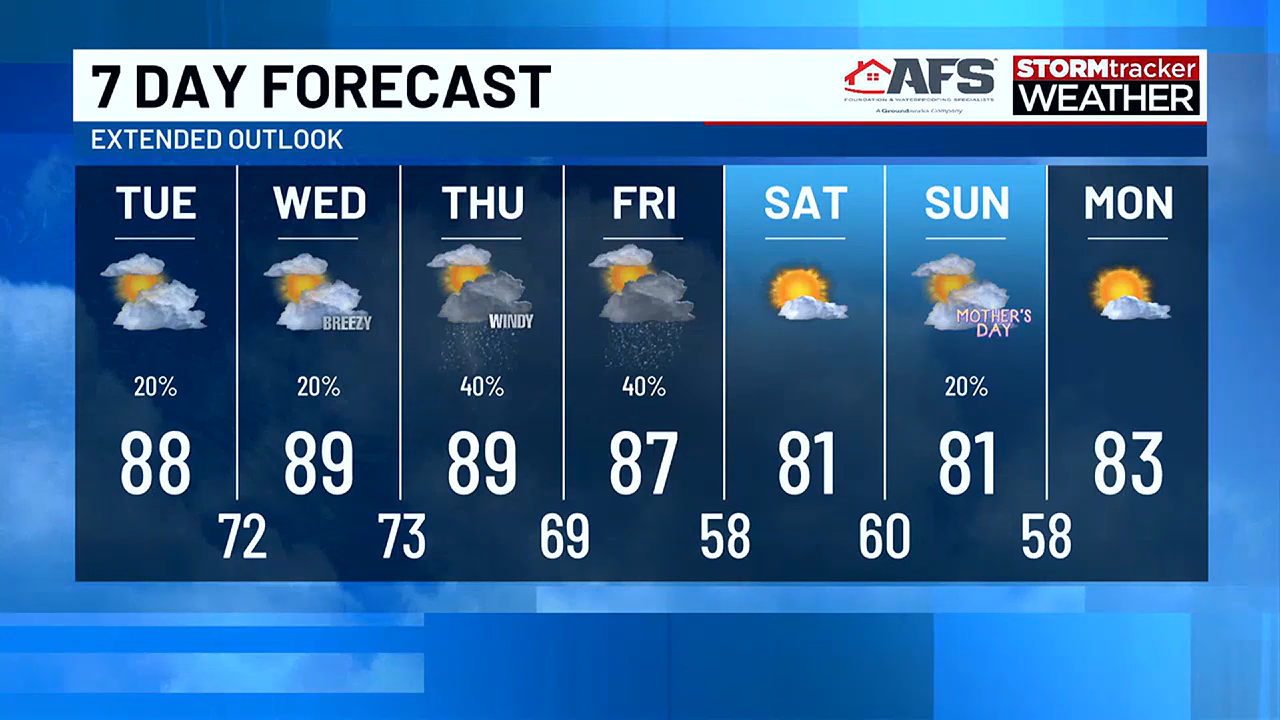 7 DAY FORECAST
AFS
FOUNDATION & WATERPROOFING SPECIALISTS
A Groundworks Company
STORMtracker
WEATHER
EXTENDED OUTLOOK
TUE WED THU FRI SAT SUN MON
BREEZY WINDY MOTHER'S
DAY
20% 20% 40% 40% 20%
88 89 89 87 81 81 83
72 73 69 58 60 58